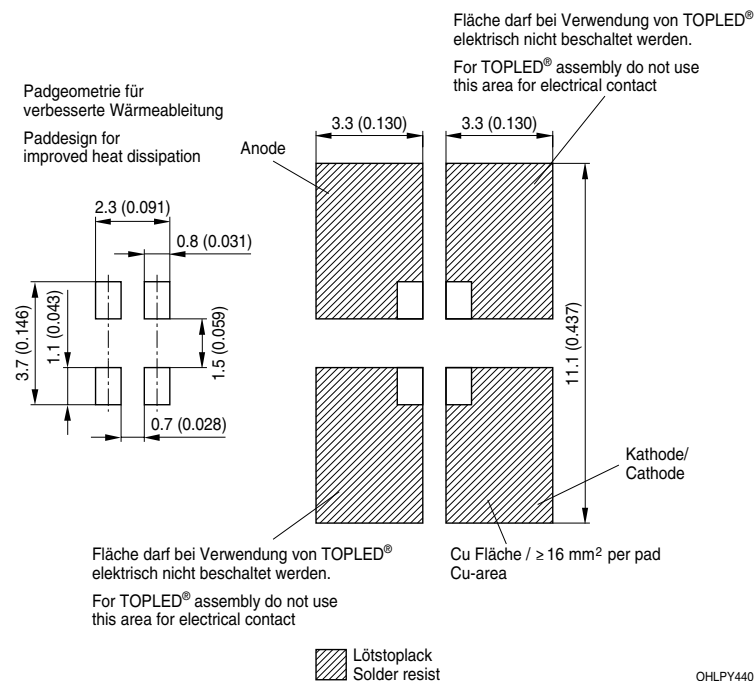 Fläche darf bei Verwendung von TOPLED®
elektrisch nicht beschaltet werden.
For TOPLED® assembly do not use
this area for electrical contact
Padgeometrie für
verbesserte Wärmeableitung
Paddesign for
improved heat dissipation
Anode
3.3 (0.130)
3.3 (0.130)
2.3 (0.091)
0.8 (0.031)
3.7 (0.146)
1.1 (0.043)
1.5 (0.059)
0.7 (0.028)
11.1 (0.437)
Kathode/
Cathode
Fläche darf bei Verwendung von TOPLED®
elektrisch nicht beschaltet werden.
For TOPLED® assembly do not use
this area for electrical contact
Cu Fläche / ≥ 16 mm² per pad
Cu-area
Lötstoplack
Solder resist
OHLPY440